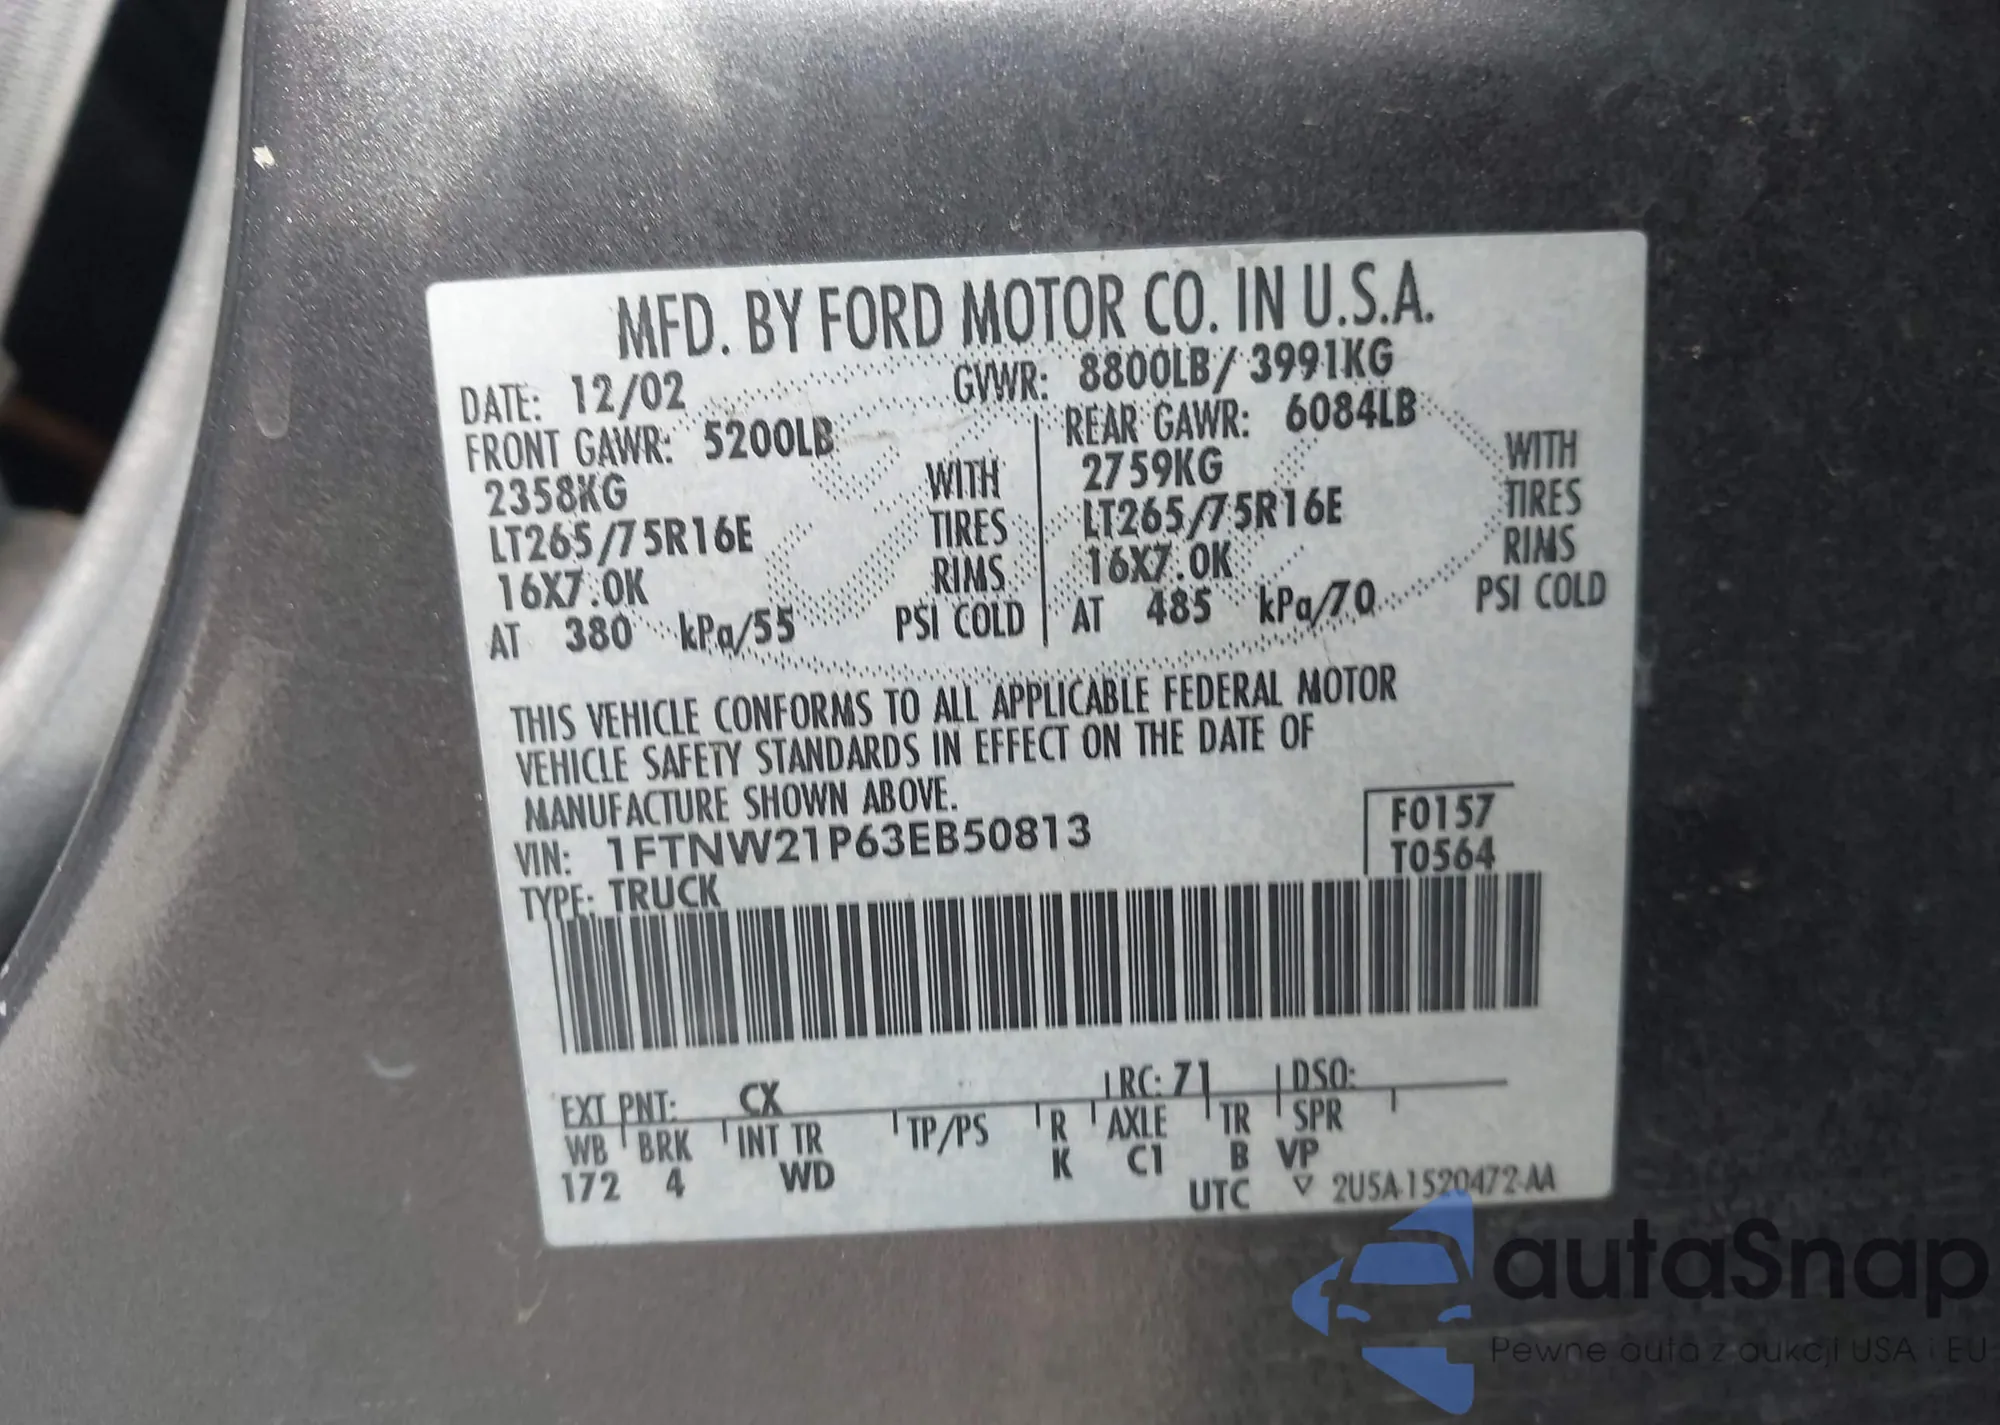 MFD. BY FORD MOTOR CO. IN U.S.A.
DATE: 12/02 GVWR: 8800LB/ 3991KG
FRONT GAWR: 5200LB REAR GAWR: 6084LB
2358KG WITH 2759KG WITH
LT265/75R16E TIRES LT265/75R16E TIRES
16X7.0K RIMS 16X7.0K RIMS
AT 380 kPa/55 PSI COLD AT 485 kPa/70 PSI COLD
THIS VEHICLE CONFORMS TO ALL APPLICABLE FEDERAL MOTOR
VEHICLE SAFETY STANDARDS IN EFFECT ON THE DATE OF
MANUFACTURE SHOWN ABOVE.
F0157
VIN: 1FTNW21P63EB50813 T0564
TYPE: TRUCK
EXT PNT: CX RC: 71 DSO:
WB BRK INT TR TP/PS R AXLE TR SPR
172 4 WD K C1 B VP
UTC ▽ 2U5A-1520472-AA
autaSnap
Pewne auta z aukcji USA i EU